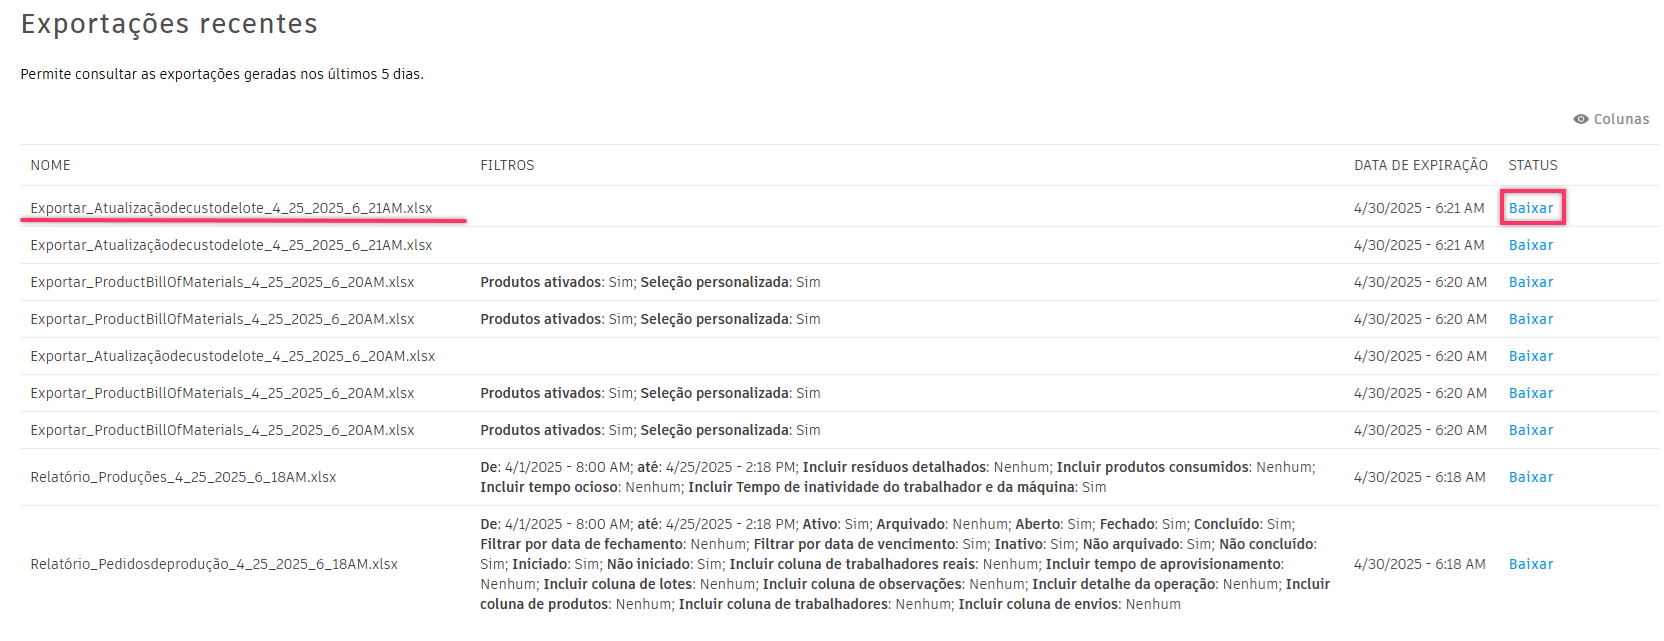 Exportações recentes
Permite consultar as exportações geradas nos últimos 5 dias.
Colunas
NOME FILTROS DATA DE EXPIRAÇÃO STATUS
Exportar_Atualizaçãodecustodelote_4_25_2025_6_21AM.xlsx 4/30/2025 - 6:21 AM Baixar
Exportar_Atualizaçãodecustodelote_4_25_2025_6_21AM.xlsx 4/30/2025 - 6:21 AM Baixar
Exportar_ProductBillOfMaterials_4_25_2025_6_20AM.xlsx Produtos ativados: Sim; Seleção personalizada: Sim 4/30/2025 - 6:20 AM Baixar
Exportar_ProductBillOfMaterials_4_25_2025_6_20AM.xlsx Produtos ativados: Sim; Seleção personalizada: Sim 4/30/2025 - 6:20 AM Baixar
Exportar_Atualizaçãodecustodelote_4_25_2025_6_20AM.xlsx 4/30/2025 - 6:20 AM Baixar
Exportar_ProductBillOfMaterials_4_25_2025_6_20AM.xlsx Produtos ativados: Sim; Seleção personalizada: Sim 4/30/2025 - 6:20 AM Baixar
Exportar_ProductBillOfMaterials_4_25_2025_6_20AM.xlsx Produtos ativados: Sim; Seleção personalizada: Sim 4/30/2025 - 6:20 AM Baixar
Relatório_Produções_4_25_2025_6_18AM.xlsx De: 4/1/2025 - 8:00 AM; até: 4/25/2025 - 2:18 PM; Incluir resíduos detalhados: Nenhum; Incluir produtos consumidos: Nenhum;
Incluir tempo ocioso: Nenhum; Incluir Tempo de inatividade do trabalhador e da máquina: Sim 4/30/2025 - 6:18 AM Baixar
De: 4/1/2025 - 8:00 AM; até: 4/25/2025 - 2:18 PM; Ativo: Sim; Arquivado: Nenhum; Aberto: Sim; Fechado: Sim; Concluído: Sim;
Filtrar por data de fechamento: Nenhum; Filtrar por data de vencimento: Sim; Inativo: Sim; Não arquivado: Sim; Não concluído:
Relatório_Pedidosdeprodução_4_25_2025_6_18AM.xlsx Sim; Iniciado: Sim; Não iniciado: Sim; Incluir coluna de trabalhadores reais: Nenhum; Incluir tempo de aprovisionamento: 4/30/2025 - 6:18 AM Baixar
Nenhum; Incluir coluna de lotes: Nenhum; Incluir coluna de observações: Nenhum; Incluir detalhe da operação: Nenhum; Incluir
coluna de produtos: Nenhum; Incluir coluna de trabalhadores: Nenhum; Incluir coluna de envios: Nenhum